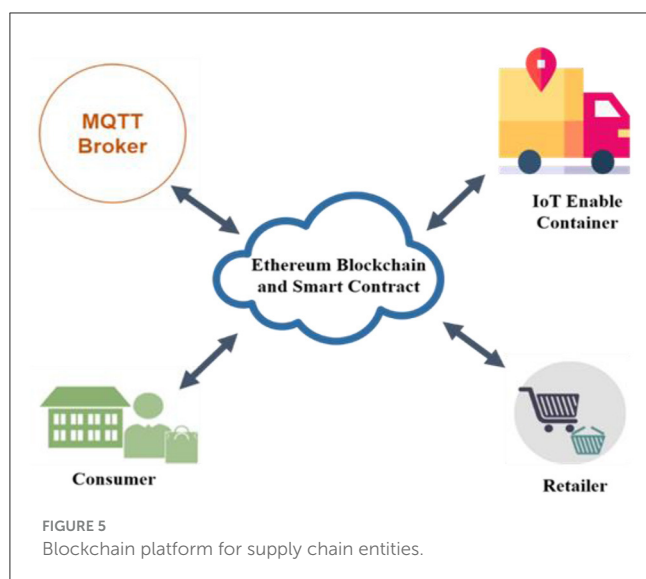 MQTT
Broker
IoT Enable
Container
Ethereum Blockchain
and Smart Contract
Consumer
Retailer
FIGURE 5
Blockchain platform for supply chain entities.